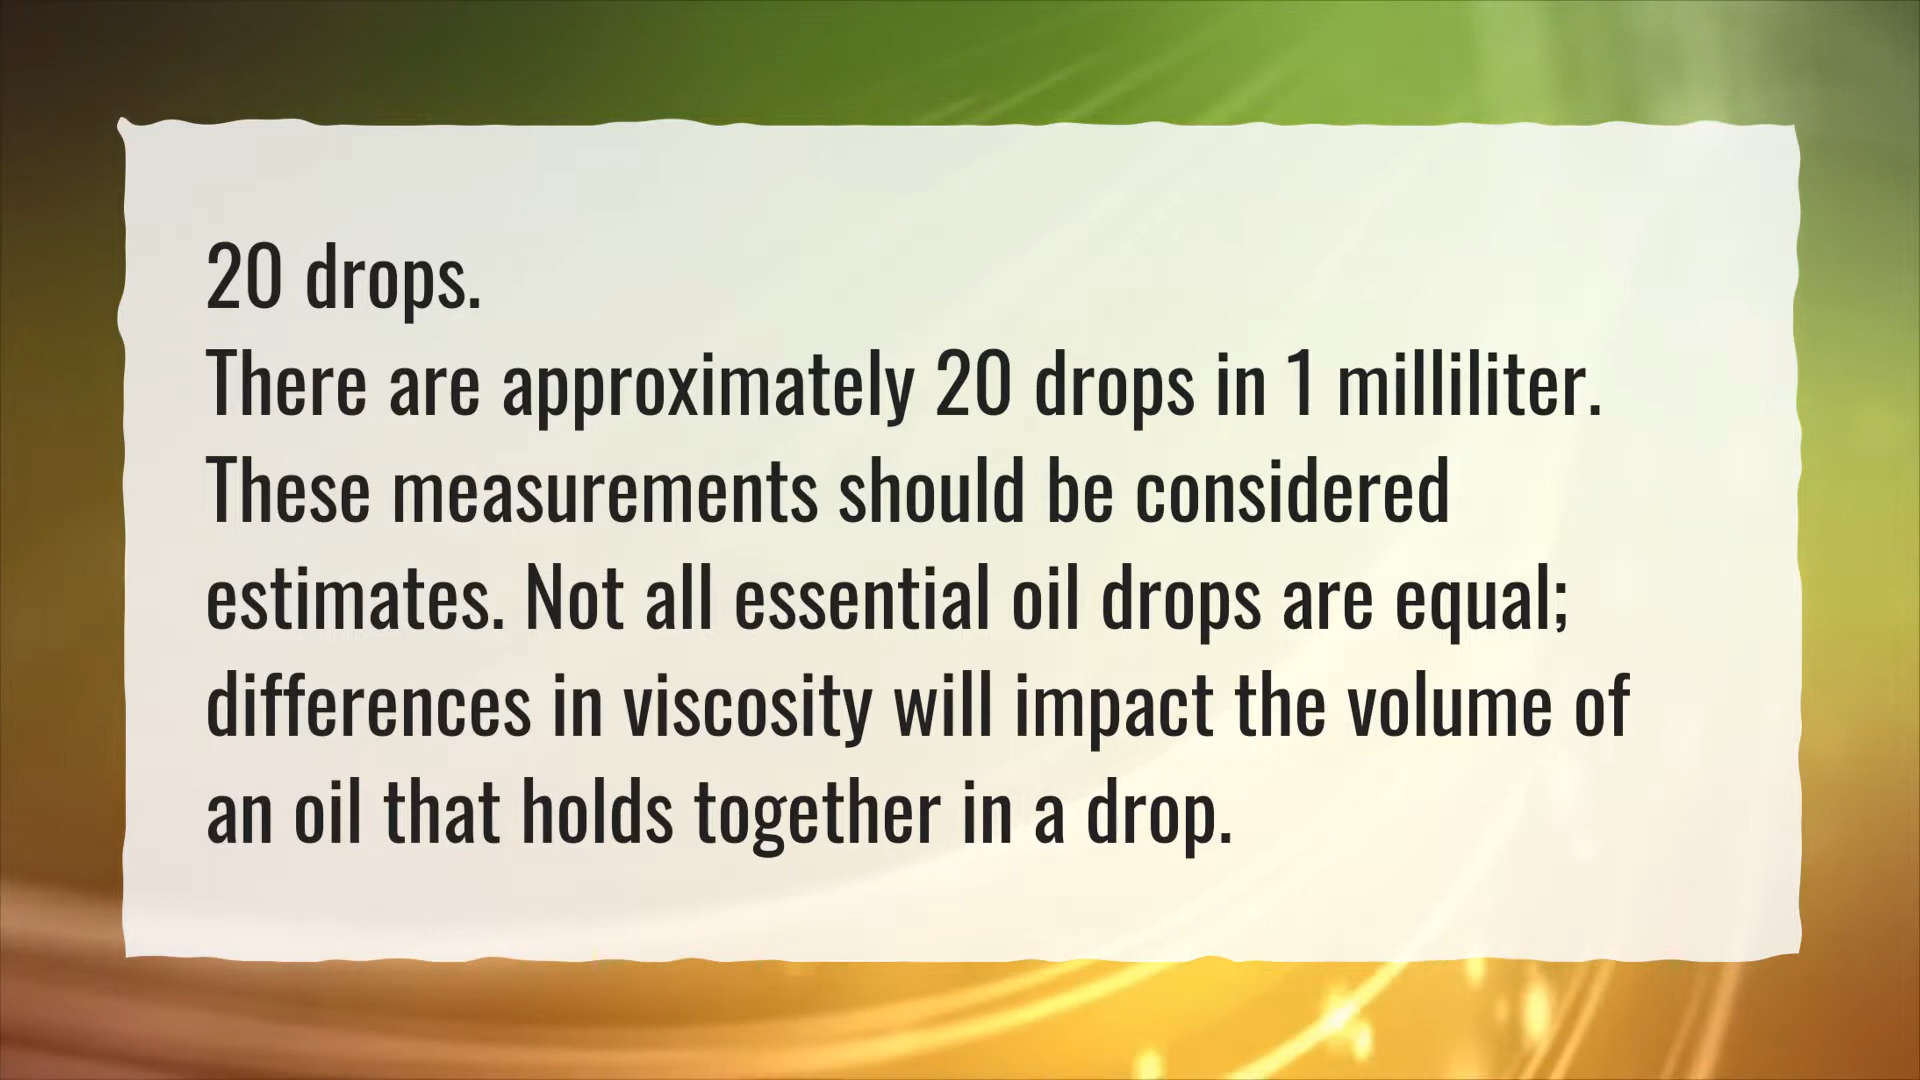 20 drops.
There are approximately 20 drops in 1 milliliter.
These measurements should be considered
estimates. Not all essential oil drops are equal;
differences in viscosity will impact the volume of
an oil that holds together in a drop.